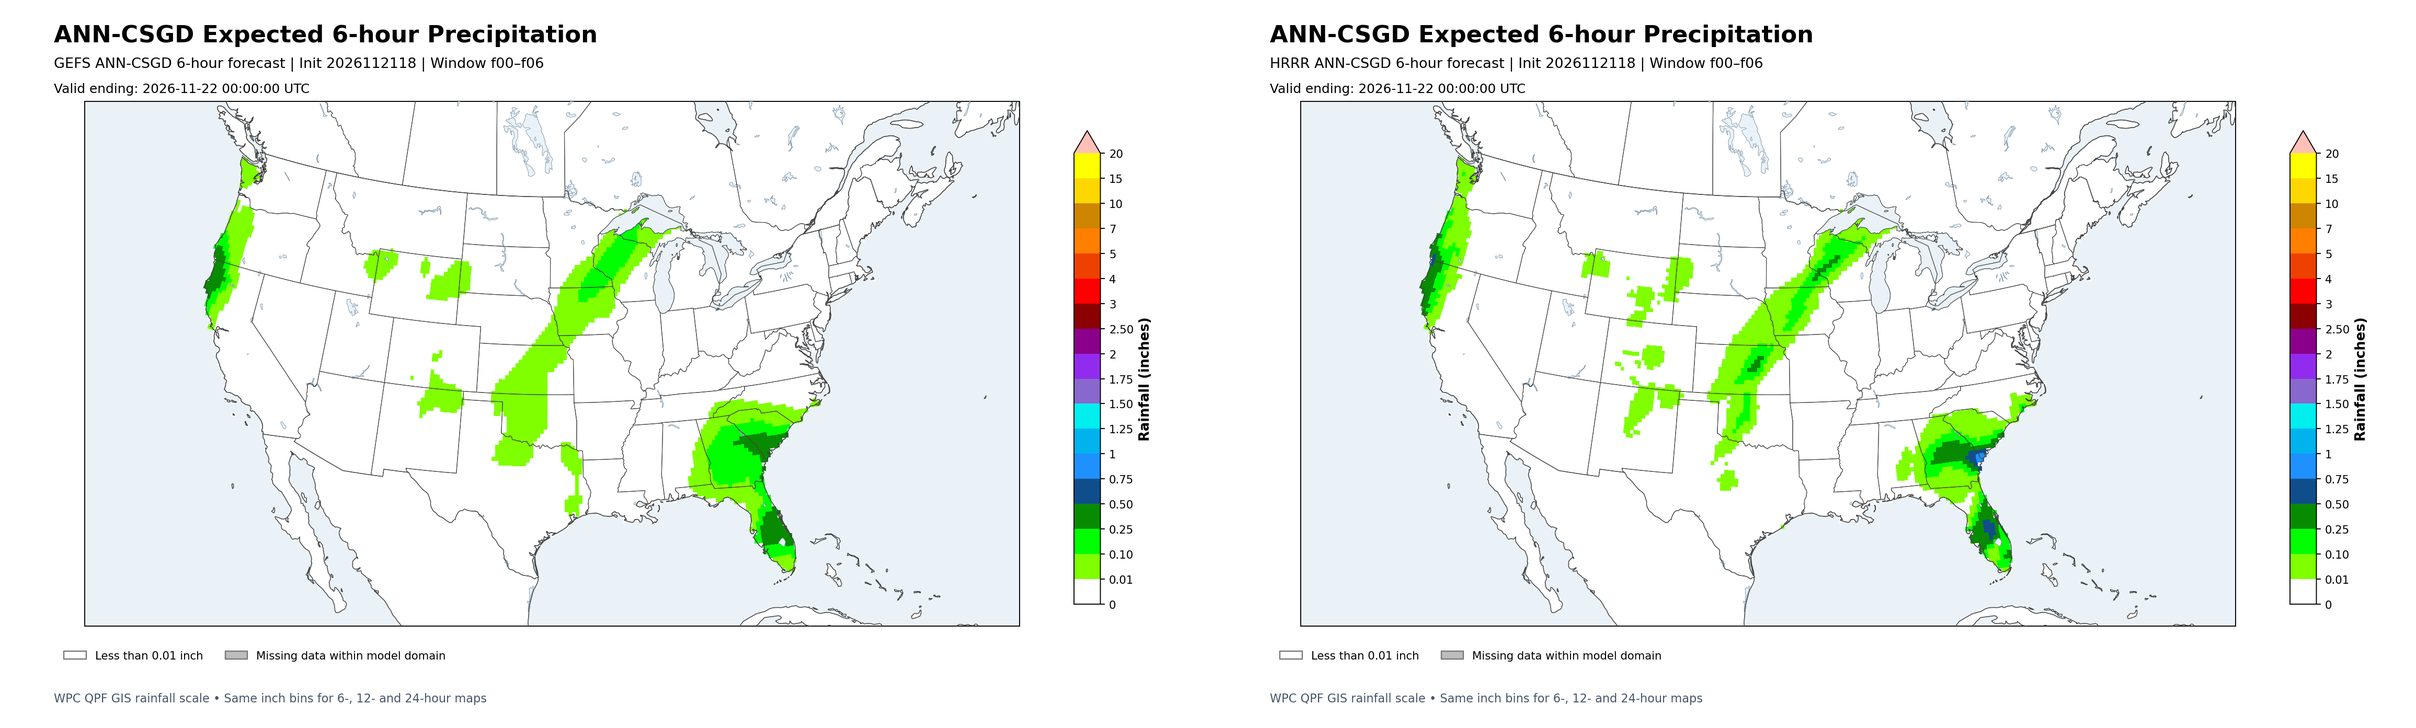 ANN-CSGD Expected 6-hour Precipitation
GEFS ANN-CSGD 6-hour forecast | Init 2026112118 | Window f00–f06
Valid ending: 2026-11-22 00:00:00 UTC
20
15
10
7
5
4
3
2.50
2
1.75
1.50
1.25
1
0.75
0.50
0.25
0.10
0.01
0
Rainfall (inches)
Less than 0.01 inch
Missing data within model domain
WPC QPF GIS rainfall scale • Same inch bins for 6-, 12- and 24-hour maps
ANN-CSGD Expected 6-hour Precipitation
HRRR ANN-CSGD 6-hour forecast | Init 2026112118 | Window f00–f06
Valid ending: 2026-11-22 00:00:00 UTC
20
15
10
7
5
4
3
2.50
2
1.75
1.50
1.25
1
0.75
0.50
0.25
0.10
0.01
0
Rainfall (inches)
Less than 0.01 inch
Missing data within model domain
WPC QPF GIS rainfall scale • Same inch bins for 6-, 12- and 24-hour maps